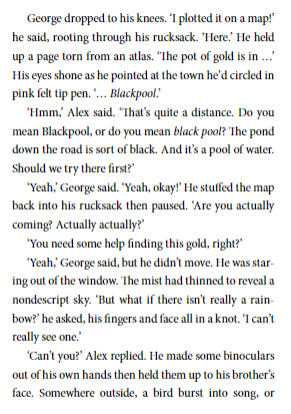 George dropped to his knees. ‘I plotted it on a map!’
he said, rooting through his rucksack. ‘Here.’ He held
up a page torn from an atlas. ‘The pot of gold is in …’
His eyes shone as he pointed at the town he’d circled in
pink felt tip pen. ‘… Blackpool.’
‘Hmm,’ Alex said. ‘That’s quite a distance. Do you
mean Blackpool, or do you mean black pool? The pond
down the road is sort of black. And it’s a pool of water.
Should we try there first?’
‘Yeah,’ George said. ‘Yeah, okay!’ He stuffed the map
back into his rucksack then paused. ‘Are you actually
coming? Actually actually?’
‘You need some help finding this gold, right?’
‘Yeah,’ George said, but he didn’t move. He was star-
ing out of the window. The mist had thinned to reveal a
nondescript sky. ‘But what if there isn’t really a rain-
bow?’ he asked, his fingers and face all in a knot. ‘I can’t
really see one.’
‘Can’t you?’ Alex replied. He made some binoculars
out of his own hands then held them up to his brother’s
face. Somewhere outside, a bird burst into song, or